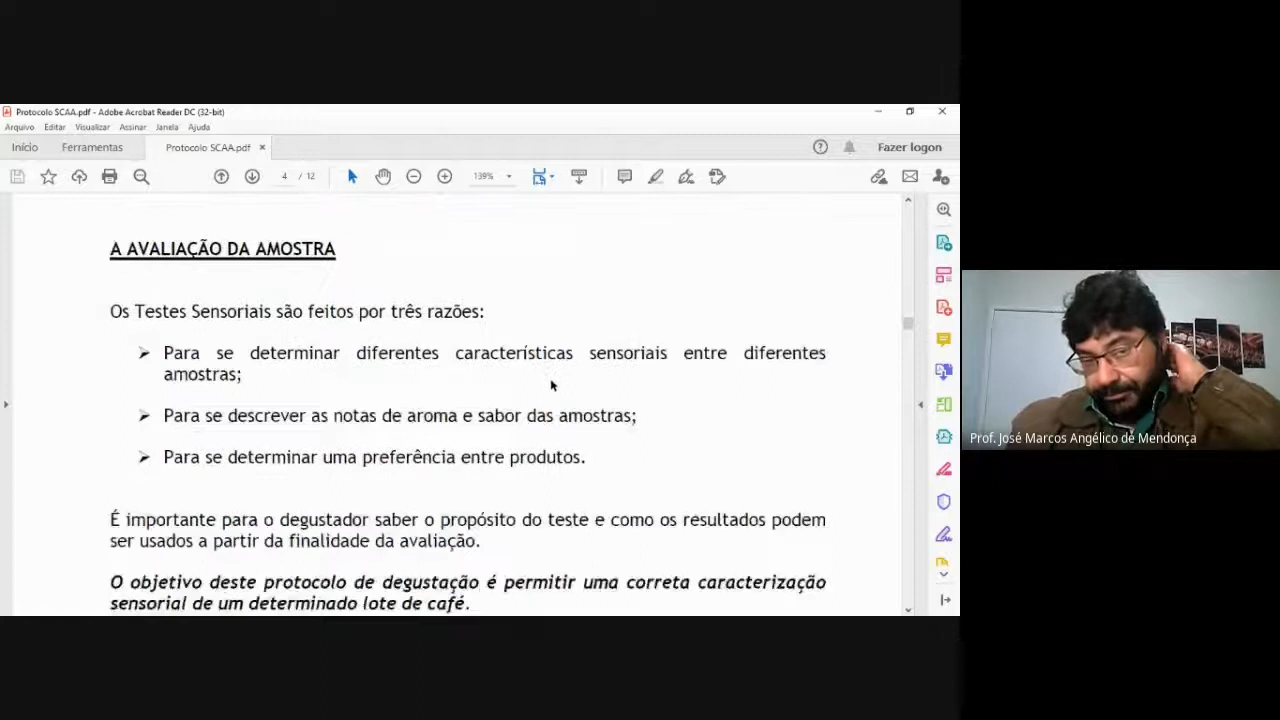 Protocolo SCAA.pdf - Adobe Acrobat Reader DC (32-bit)
Arquivo Editar Visualizar Assinar Janela Ajuda
Início Ferramentas Protocolo SCAA.pdf Fazer logon
4 / 12 139%
A AVALIAÇÃO DA AMOSTRA
Os Testes Sensoriais são feitos por três razões:
Para se determinar diferentes características sensoriais entre diferentes
amostras;
Para se descrever as notas de aroma e sabor das amostras;
Para se determinar uma preferência entre produtos.
É importante para o degustador saber o propósito do teste e como os resultados podem
ser usados a partir da finalidade da avaliação.
O objetivo deste protocolo de degustação é permitir uma correta caracterização
sensorial de um determinado lote de café.
Prof. José Marcos Angélico de Mendonça